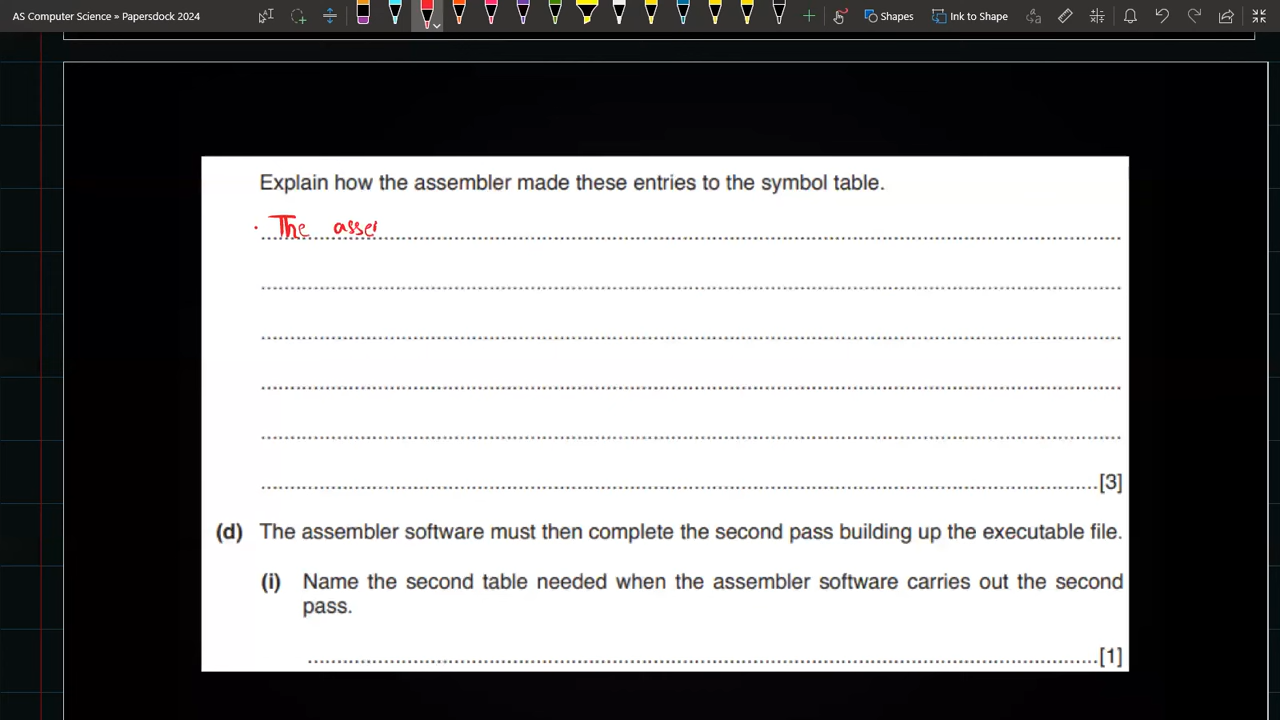 AS Computer Science » Papersdock 2024
Shapes
Ink to Shape
Explain how the assembler made these entries to the symbol table.
. The asse
[3]
(d) The assembler software must then complete the second pass building up the executable file.
(i) Name the second table needed when the assembler software carries out the second
pass.
[1]